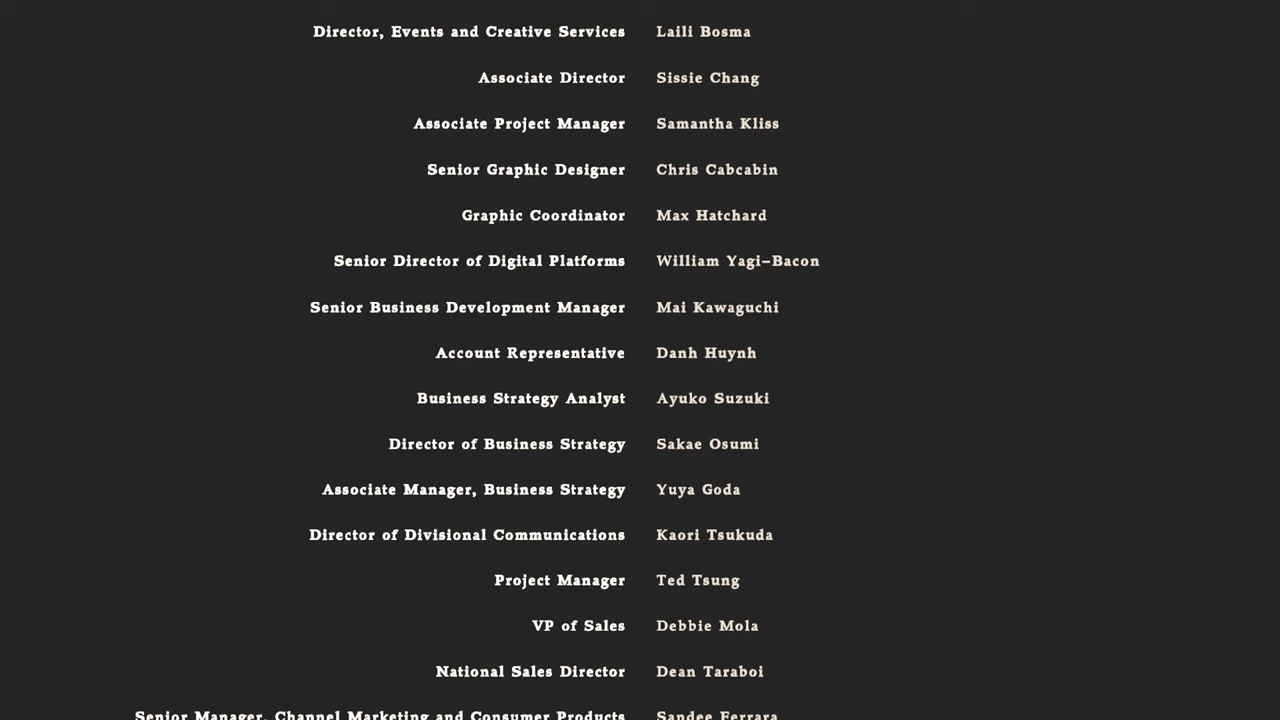 Director, Events and Creative Services Laili Bosma
Associate Director Sissie Chang
Associate Project Manager Samantha Kliss
Senior Graphic Designer Chris Cabcabin
Graphic Coordinator Max Hatchard
Senior Director of Digital Platforms William Yagi-Bacon
Senior Business Development Manager Mai Kawaguchi
Account Representative Danh Huynh
Business Strategy Analyst Ayuko Suzuki
Director of Business Strategy Sakae Osumi
Associate Manager, Business Strategy Yuya Goda
Director of Divisional Communications Kaori Tsukuda
Project Manager Ted Tsung
VP of Sales Debbie Mola
National Sales Director Dean Taraboi
Senior Manager, Channel Marketing and Consumer Products Sandee Ferrara